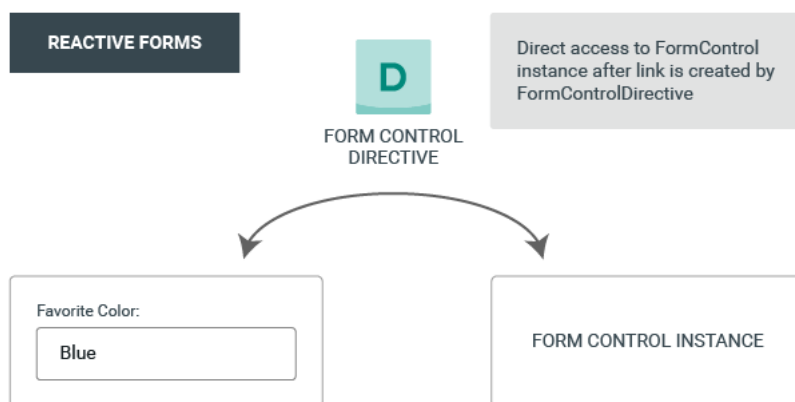 REACTIVE FORMS
D
FORM CONTROL
DIRECTIVE
Direct access to FormControl
instance after link is created by
FormControlDirective
Favorite Color:
Blue
FORM CONTROL INSTANCE